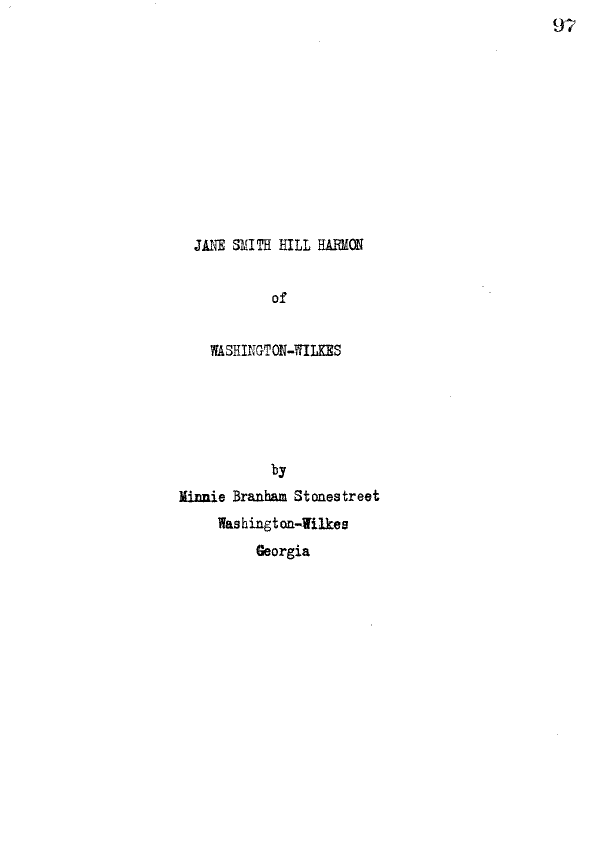 97
JANE SMITH HILL HARMON
of
WASHINGTON-WILKES
by
Minnie Branham Stonestreet
Washington-Wilkes
Georgia